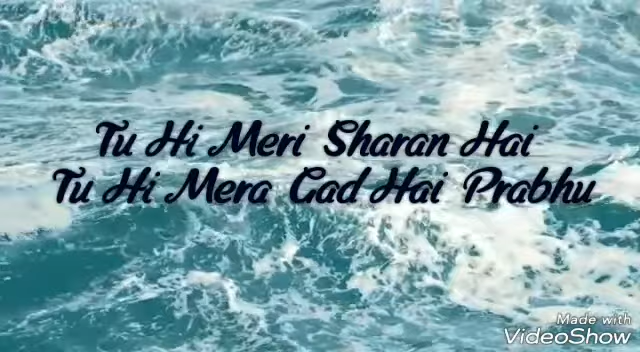 Tu Hi Meri Sharan Hai
Tu Hi Mera Gad Hai Prabhu
Made with
VideoShow